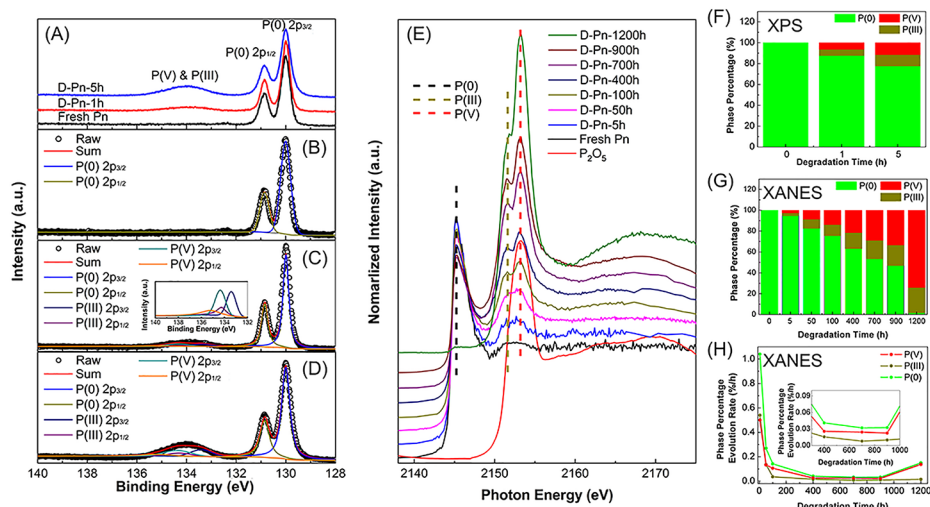 (A)
P(0) 2p3/2
P(0) 2p1/2
P(V) & P(III)
D-Pn-5h
D-Pn-1h
Fresh Pn
(B)
Raw
Sum
P(0) 2p3/2
P(0) 2p1/2
(C)
Raw
Sum
P(0) 2p3/2
P(0) 2p1/2
P(III) 2p3/2
P(III) 2p1/2
P(V) 2p3/2
P(V) 2p1/2
Intensity (a.u.)
140 138 136 134 132
Binding Energy (eV)
(D)
Raw
Sum
P(0) 2p3/2
P(0) 2p1/2
P(III) 2p3/2
P(III) 2p1/2
P(V) 2p3/2
P(V) 2p1/2
Intensity (a.u.)
140 138 136 134 132 130 128
Binding Energy (eV)
(E)
P(0)
P(III)
P(V)
D-Pn-1200h
D-Pn-900h
D-Pn-700h
D-Pn-400h
D-Pn-100h
D-Pn-50h
D-Pn-5h
Fresh Pn
P2O5
Nomarlized Intensity (a.u.)
2140 2150 2160 2170
Photon Energy (eV)
(F)
XPS
P(0)
P(V)
P(III)
Phase Percentage (%)
100
80
60
40
20
0
0 1 5
Degradation Time (h)
(G)
XANES
P(0)
P(V)
P(III)
Phase Percentage (%)
100
80
60
40
20
0
0 5 50 100 400 700 900 1200
Degradation Time (h)
(H)
XANES
P(V)
P(III)
P(0)
Phase Percentage
Evolution Rate (%/h)
1.0
0.8
0.6
0.4
0.2
0.0
Phase Percentage
Evolution Rate (%/h)
0.09
0.06
0.03
0.00
400 600 800 1000
Degradation Time (h)
0 200 400 600 800 1000 1200
Degradation Time (h)